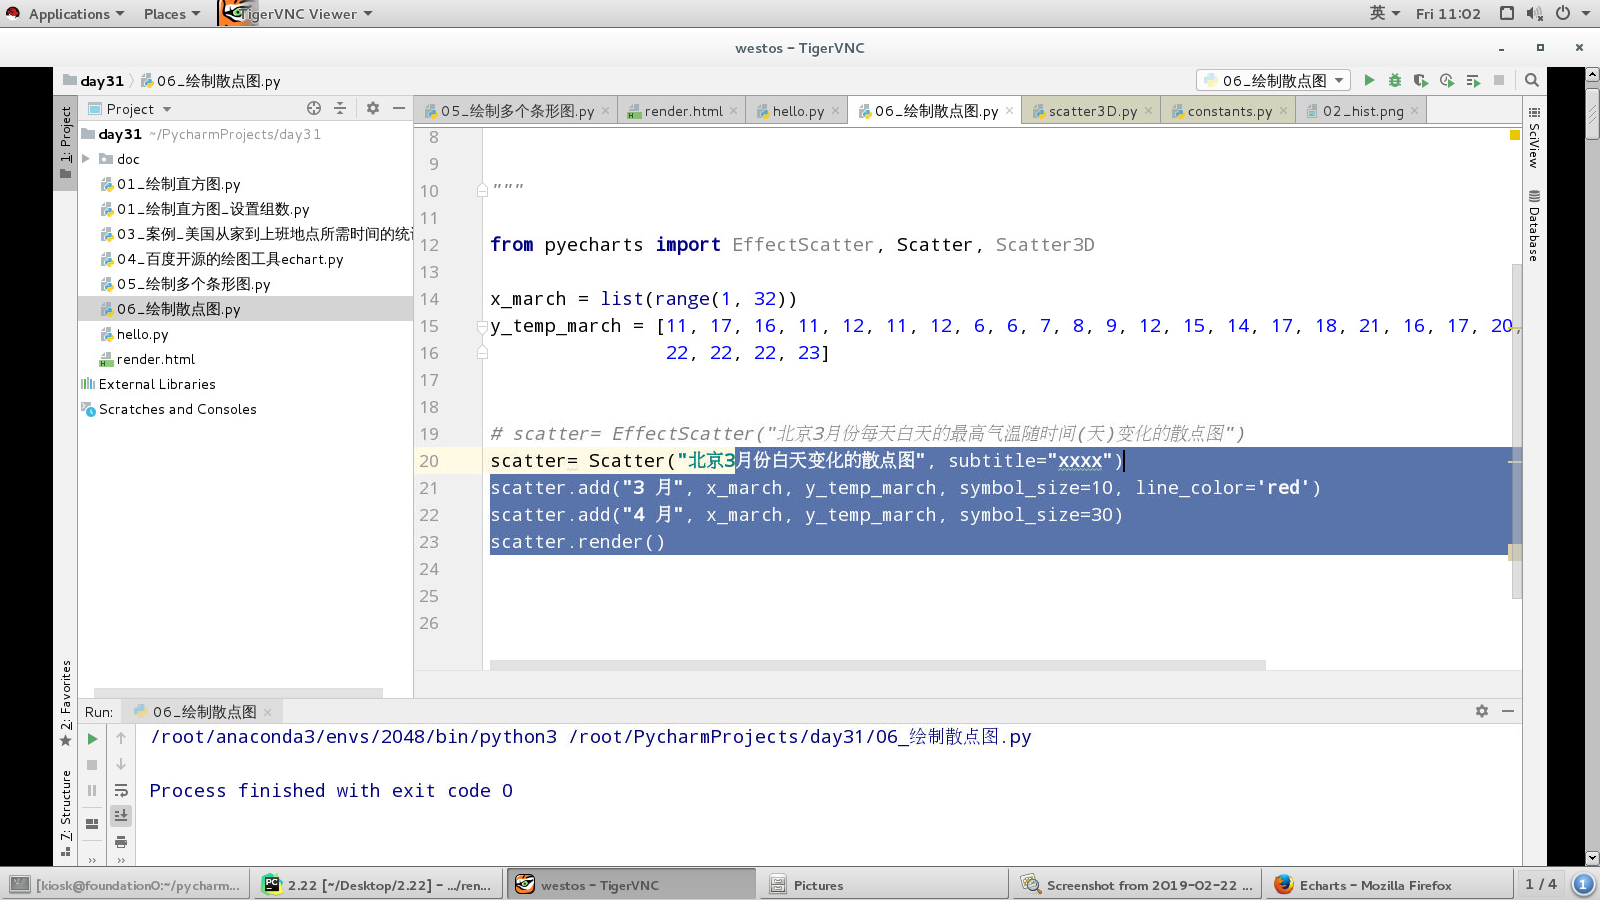 Applications Places TigerVNC Viewer 英 Fri 11:02
westos – TigerVNC
day31 06_绘制散点图.py 06_绘制散点图
1: Project
Project
05_绘制多个条形图.py render.html hello.py 06_绘制散点图.py scatter3D.py constants.py 02_hist.png
day31 ~/PycharmProjects/day31
doc
01_绘制直方图.py
01_绘制直方图_设置组数.py
03_案例_美国从家到上班地点所需时间的统
04_百度开源的绘图工具echart.py
05_绘制多个条形图.py
06_绘制散点图.py
hello.py
render.html
External Libraries
Scratches and Consoles
8
9
10 """
11
12 from pyecharts import EffectScatter, Scatter, Scatter3D
13
14 x_march = list(range(1, 32))
15 y_temp_march = [11, 17, 16, 11, 12, 11, 12, 6, 6, 7, 8, 9, 12, 15, 14, 17, 18, 21, 16, 17, 20,
16 22, 22, 22, 23]
17
18
19 # scatter= EffectScatter("北京3月份每天白天的最高气温随时间(天)变化的散点图")
20 scatter= Scatter("北京3月份白天变化的散点图", subtitle="xxxx")
21 scatter.add("3 月", x_march, y_temp_march, symbol_size=10, line_color='red')
22 scatter.add("4 月", x_march, y_temp_march, symbol_size=30)
23 scatter.render()
24
25
26
SciView
Database
2: Favorites
7: Structure
Run: 06_绘制散点图
/root/anaconda3/envs/2048/bin/python3 /root/PycharmProjects/day31/06_绘制散点图.py
Process finished with exit code 0
[kiosk@foundation0:~/pycharm... 2.22 [~/Desktop/2.22] – .../ren... westos – TigerVNC Pictures Screenshot from 2019-02-22 ... Echarts – Mozilla Firefox 1 / 4 1